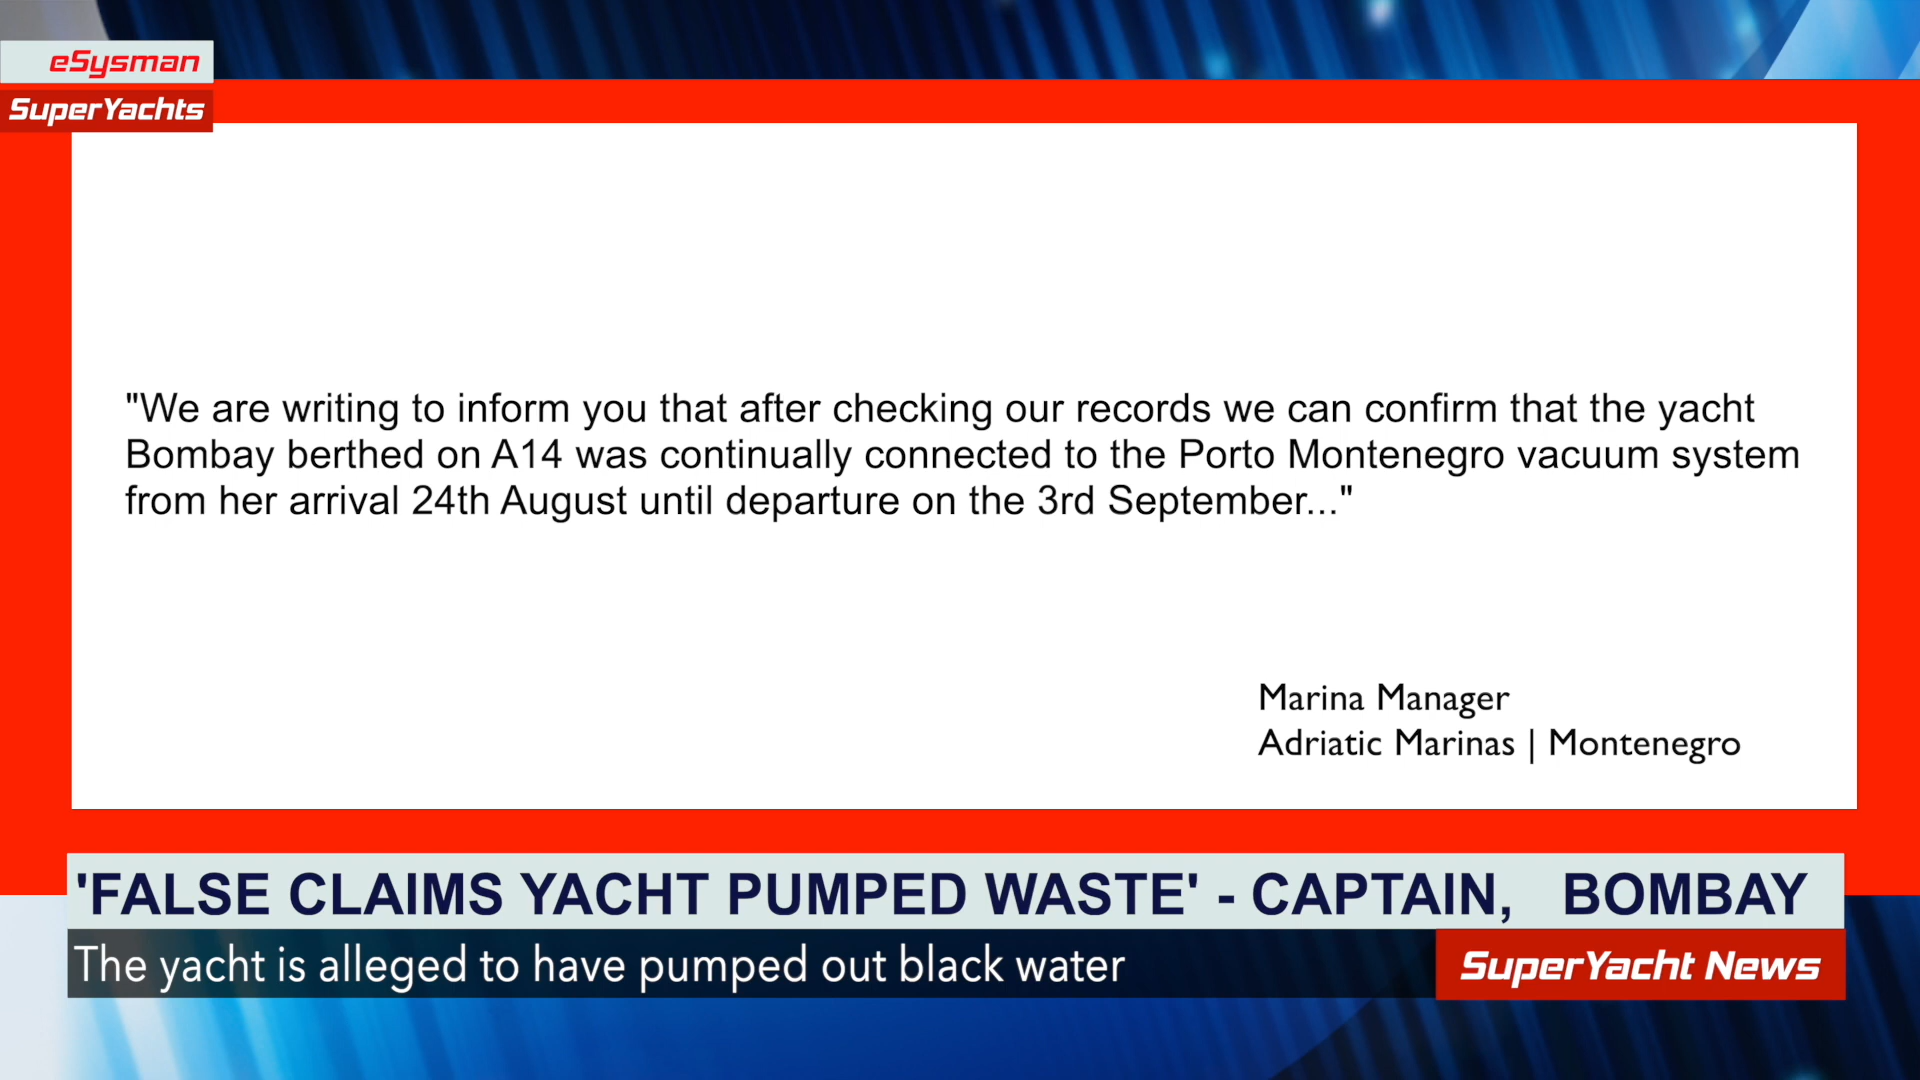 eSysman
SuperYachts
"We are writing to inform you that after checking our records we can confirm that the yacht
Bombay berthed on A14 was continually connected to the Porto Montenegro vacuum system
from her arrival 24th August until departure on the 3rd September..."
Marina Manager
Adriatic Marinas | Montenegro
'FALSE CLAIMS YACHT PUMPED WASTE' - CAPTAIN, BOMBAY
The yacht is alleged to have pumped out black water
SuperYacht News